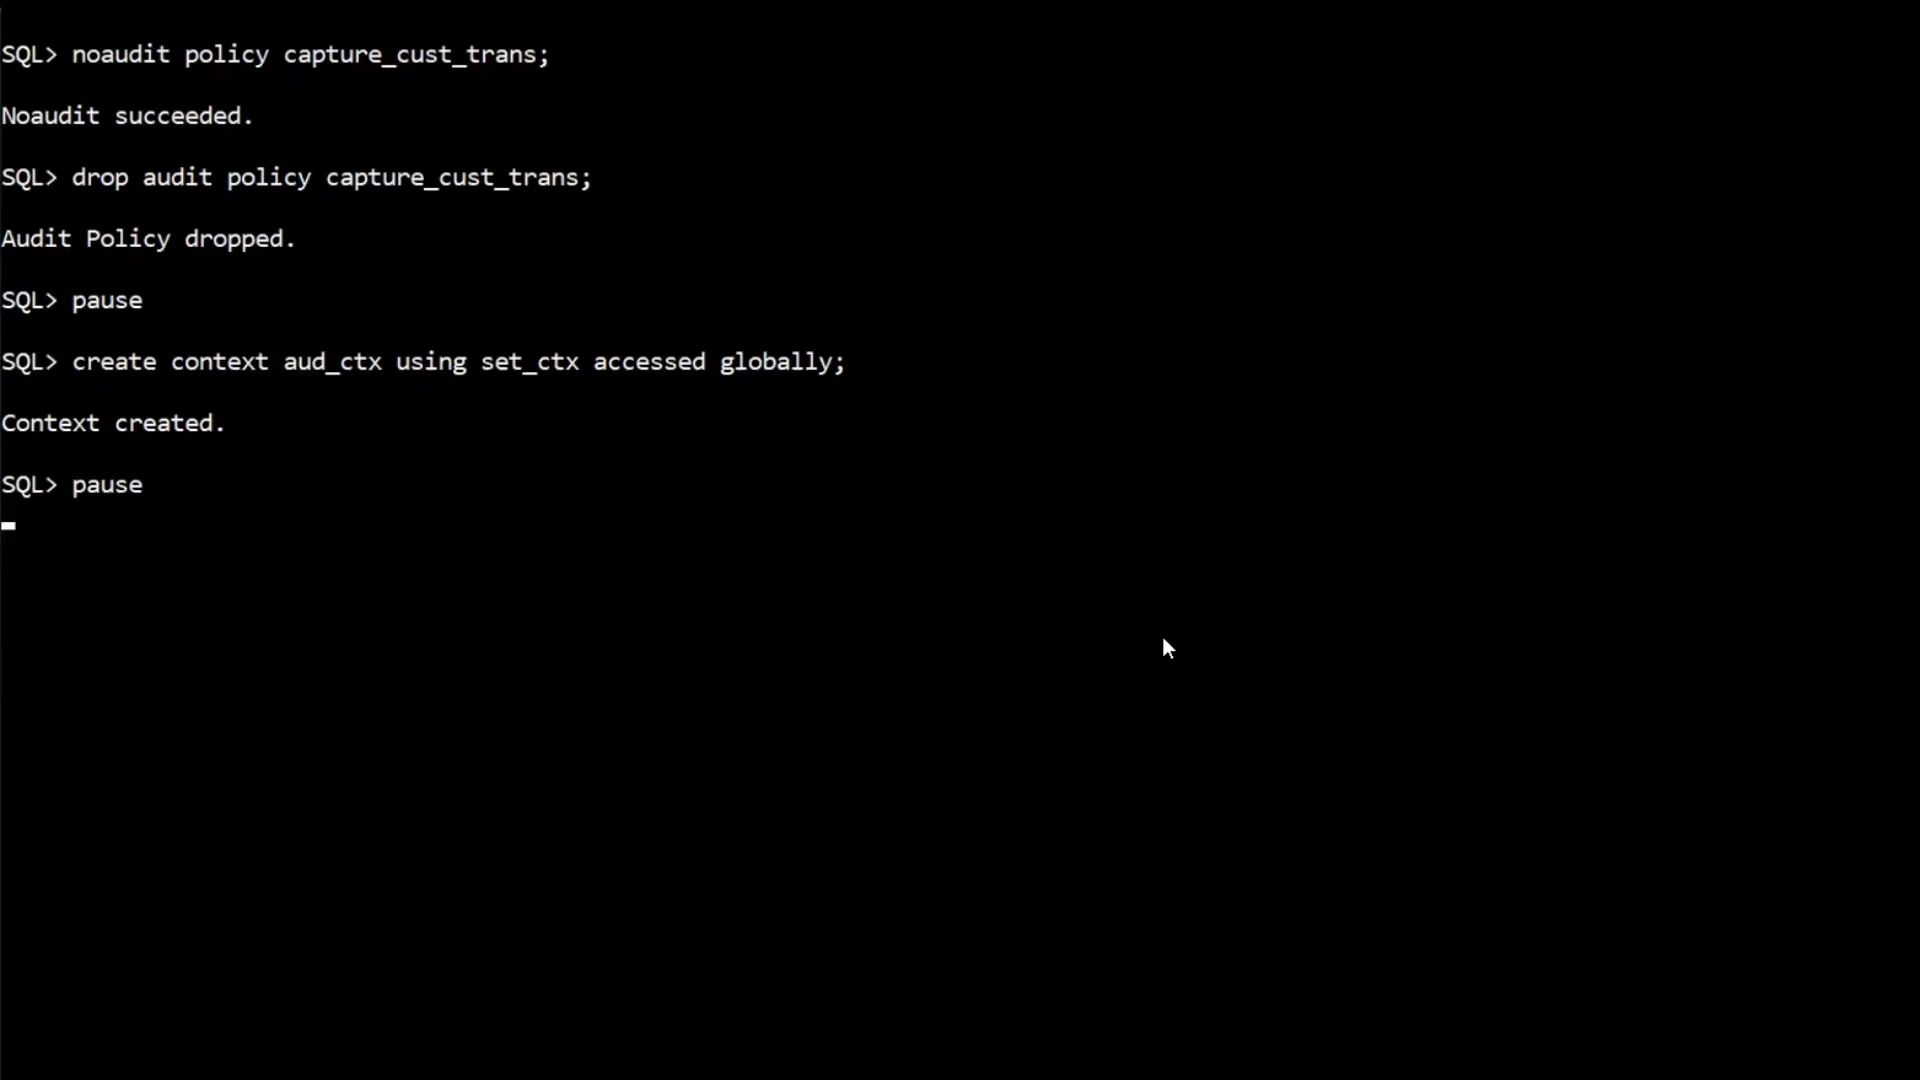 SQL> noaudit policy capture_cust_trans;
Noaudit succeeded.
SQL> drop audit policy capture_cust_trans;
Audit Policy dropped.
SQL> pause
SQL> create context aud_ctx using set_ctx accessed globally;
Context created.
SQL> pause